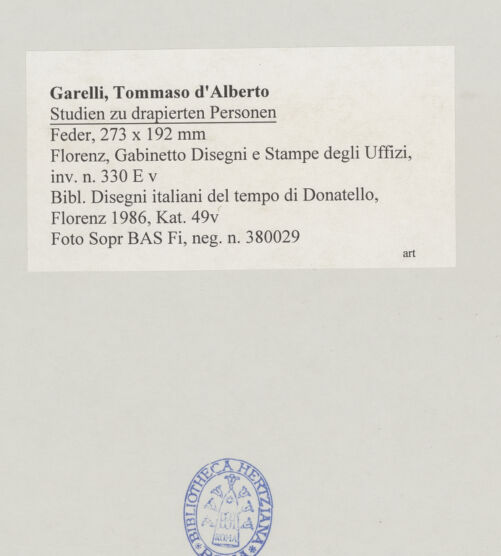 Garelli, Tommaso d'Alberto
Studien zu drapierten Personen
Feder, 273 x 192 mm
Florenz, Gabinetto Disegni e Stampe degli Uffizi,
inv. n. 330 E v
Bibl. Disegni italiani del tempo di Donatello,
Florenz 1986, Kat. 49v
Foto Sopr BAS Fi, neg. n. 380029
art
BIBLIOTHECA HERTZIANA
ROMA